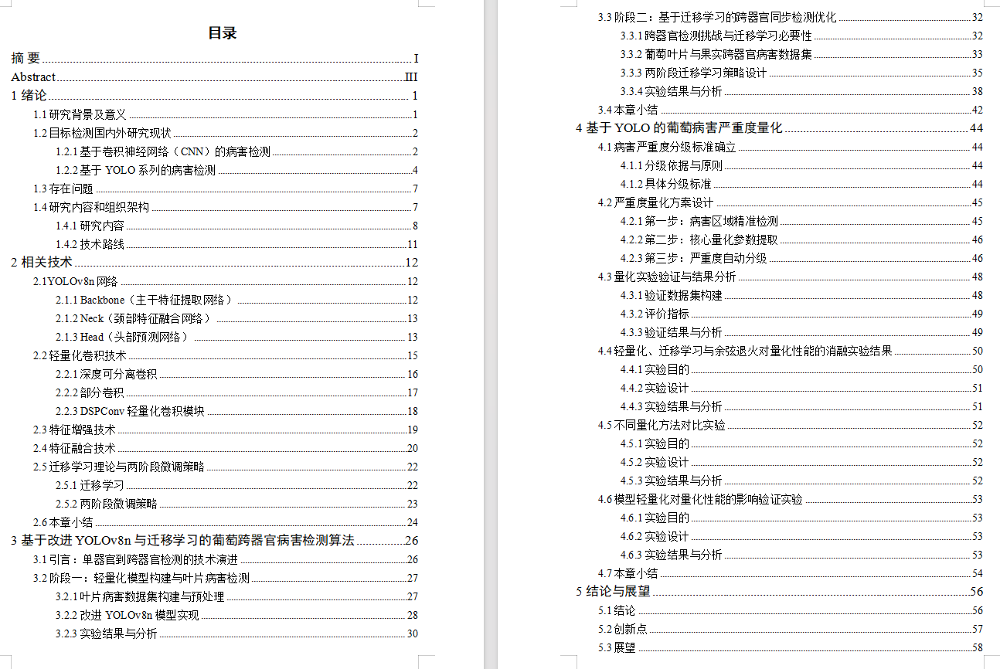 目录
摘 要 I
Abstract III
1 绪论 1
1.1 研究背景及意义 1
1.2 目标检测国内外研究现状 2
1.2.1 基于卷积神经网络（CNN）的病害检测 2
1.2.2 基于 YOLO 系列的病害检测 4
1.3 存在问题 7
1.4 研究内容和组织架构 7
1.4.1 研究内容 8
1.4.2 技术路线 11
2 相关技术 12
2.1YOLOv8n 网络 12
2.1.1 Backbone（主干特征提取网络） 12
2.1.2 Neck（颈部特征融合网络） 13
2.1.3 Head（头部预测网络） 13
2.2 轻量化卷积技术 15
2.2.1 深度可分离卷积 16
2.2.2 部分卷积 17
2.2.3 DSPConv 轻量化卷积模块 18
2.3 特征增强技术 19
2.4 特征融合技术 20
2.5 迁移学习理论与两阶段微调策略 22
2.5.1 迁移学习 22
2.5.2 两阶段微调策略 23
2.6 本章小结 24
3 基于改进 YOLOv8n 与迁移学习的葡萄跨器官病害检测算法 26
3.1 引言：单器官到跨器官检测的技术演进 26
3.2 阶段一：轻量化模型构建与叶片病害检测 27
3.2.1 叶片病害数据集构建与预处理 27
3.2.2 改进 YOLOv8n 模型实现 28
3.2.3 实验结果与分析 30
3.3 阶段二：基于迁移学习的跨器官同步检测优化 32
3.3.1 跨器官检测挑战与迁移学习必要性 32
3.3.2 葡萄叶片与果实跨器官病害数据集 33
3.3.3 两阶段迁移学习策略设计 35
3.3.4 实验结果与分析 38
3.4 本章小结 42
4 基于 YOLO 的葡萄病害严重度量化 44
4.1 病害严重度分级标准确立 44
4.1.1 分级依据与原则 44
4.1.2 具体分级标准 44
4.2 严重度量化方案设计 45
4.2.1 第一步：病害区域精准检测 45
4.2.2 第二步：核心量化参数提取 46
4.2.3 第三步：严重度自动分级 46
4.3 量化实验验证与结果分析 48
4.3.1 验证数据集构建 48
4.3.2 评价指标 49
4.3.3 验证结果与分析 49
4.4 轻量化、迁移学习与余弦退火对量化性能的消融实验结果 50
4.4.1 实验目的 50
4.4.2 实验设计 51
4.4.3 实验结果与分析 51
4.5 不同量化方法对比实验 52
4.5.1 实验目的 52
4.5.2 实验设计 52
4.5.3 实验结果与分析 52
4.6 模型轻量化对量化性能的影响验证实验 53
4.6.1 实验目的 53
4.6.2 实验设计 53
4.6.3 实验结果与分析 53
4.7 本章小结 54
5 结论与展望 56
5.1 结论 56
5.2 创新点 57
5.3 展望 58